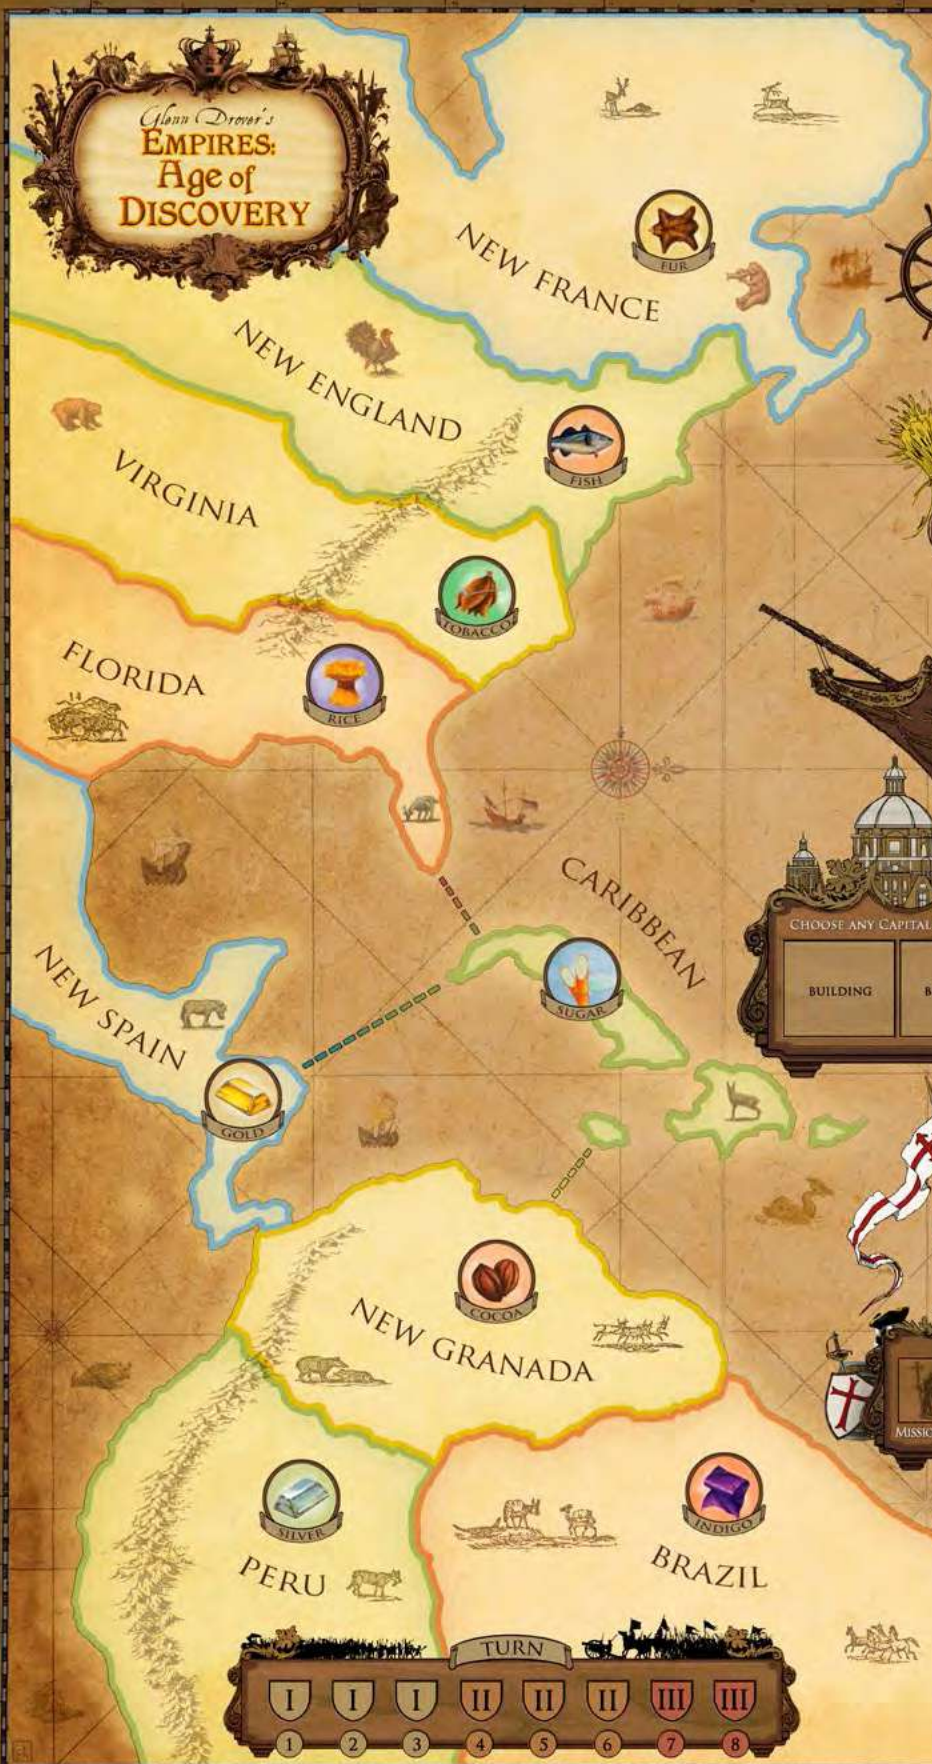 Glenn Drover's
EMPIRES:
Age of
DISCOVERY
FUR
NEW FRANCE
NEW ENGLAND
FISH
VIRGINIA
TOBACCO
FLORIDA
RICE
CARIBBEAN
CHOOSE ANY CAPITAL
BUILDING
B
NEW SPAIN
SUGAR
GOLD
COCOA
NEW GRANADA
MISSIO
SILVER
INDIGO
PERU
BRAZIL
TURN
I I I II II II III III
1 2 3 4 5 6 7 8